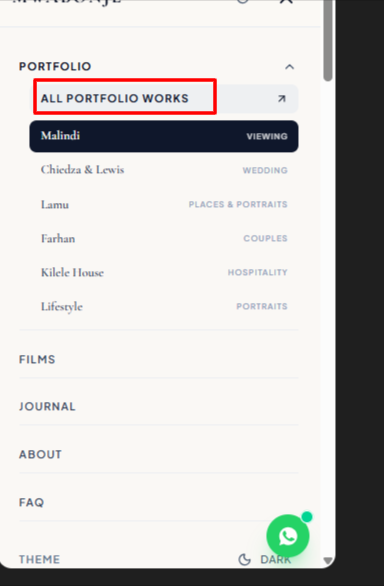 MWADONJE
PORTFOLIO
ALL PORTFOLIO WORKS
Malindi VIEWING
Chiedza & Lewis WEDDING
Lamu PLACES & PORTRAITS
Farhan COUPLES
Kilele House HOSPITALITY
Lifestyle PORTRAITS
FILMS
JOURNAL
ABOUT
FAQ
THEME DARK